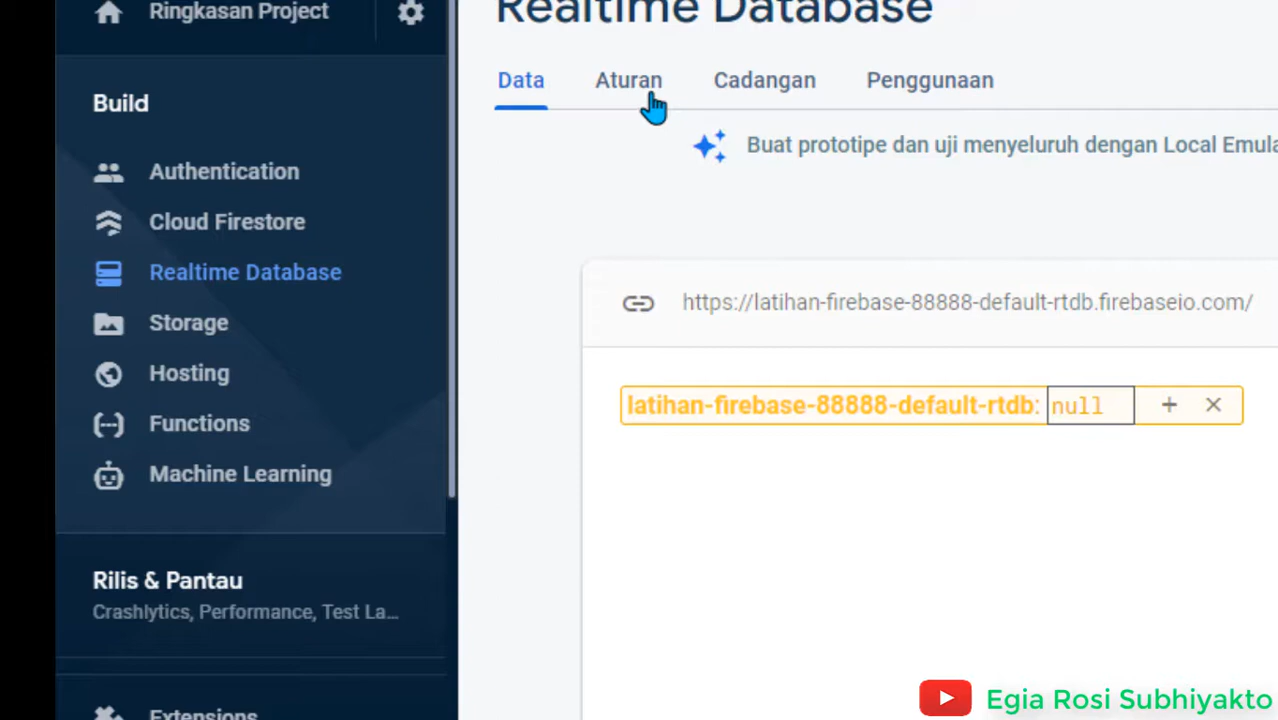 Ringkasan Project
Realtime Database
Build
Data
Aturan
Cadangan
Penggunaan
Buat prototipe dan uji menyeluruh dengan Local Emula
Authentication
Cloud Firestore
Realtime Database
Storage
Hosting
Functions
Machine Learning
https://latihan-firebase-88888-default-rtdb.firebaseio.com/
latihan-firebase-88888-default-rtdb: null + ×
Rilis & Pantau
Crashlytics, Performance, Test La...
Extensions
Egia Rosi Subhiyakto